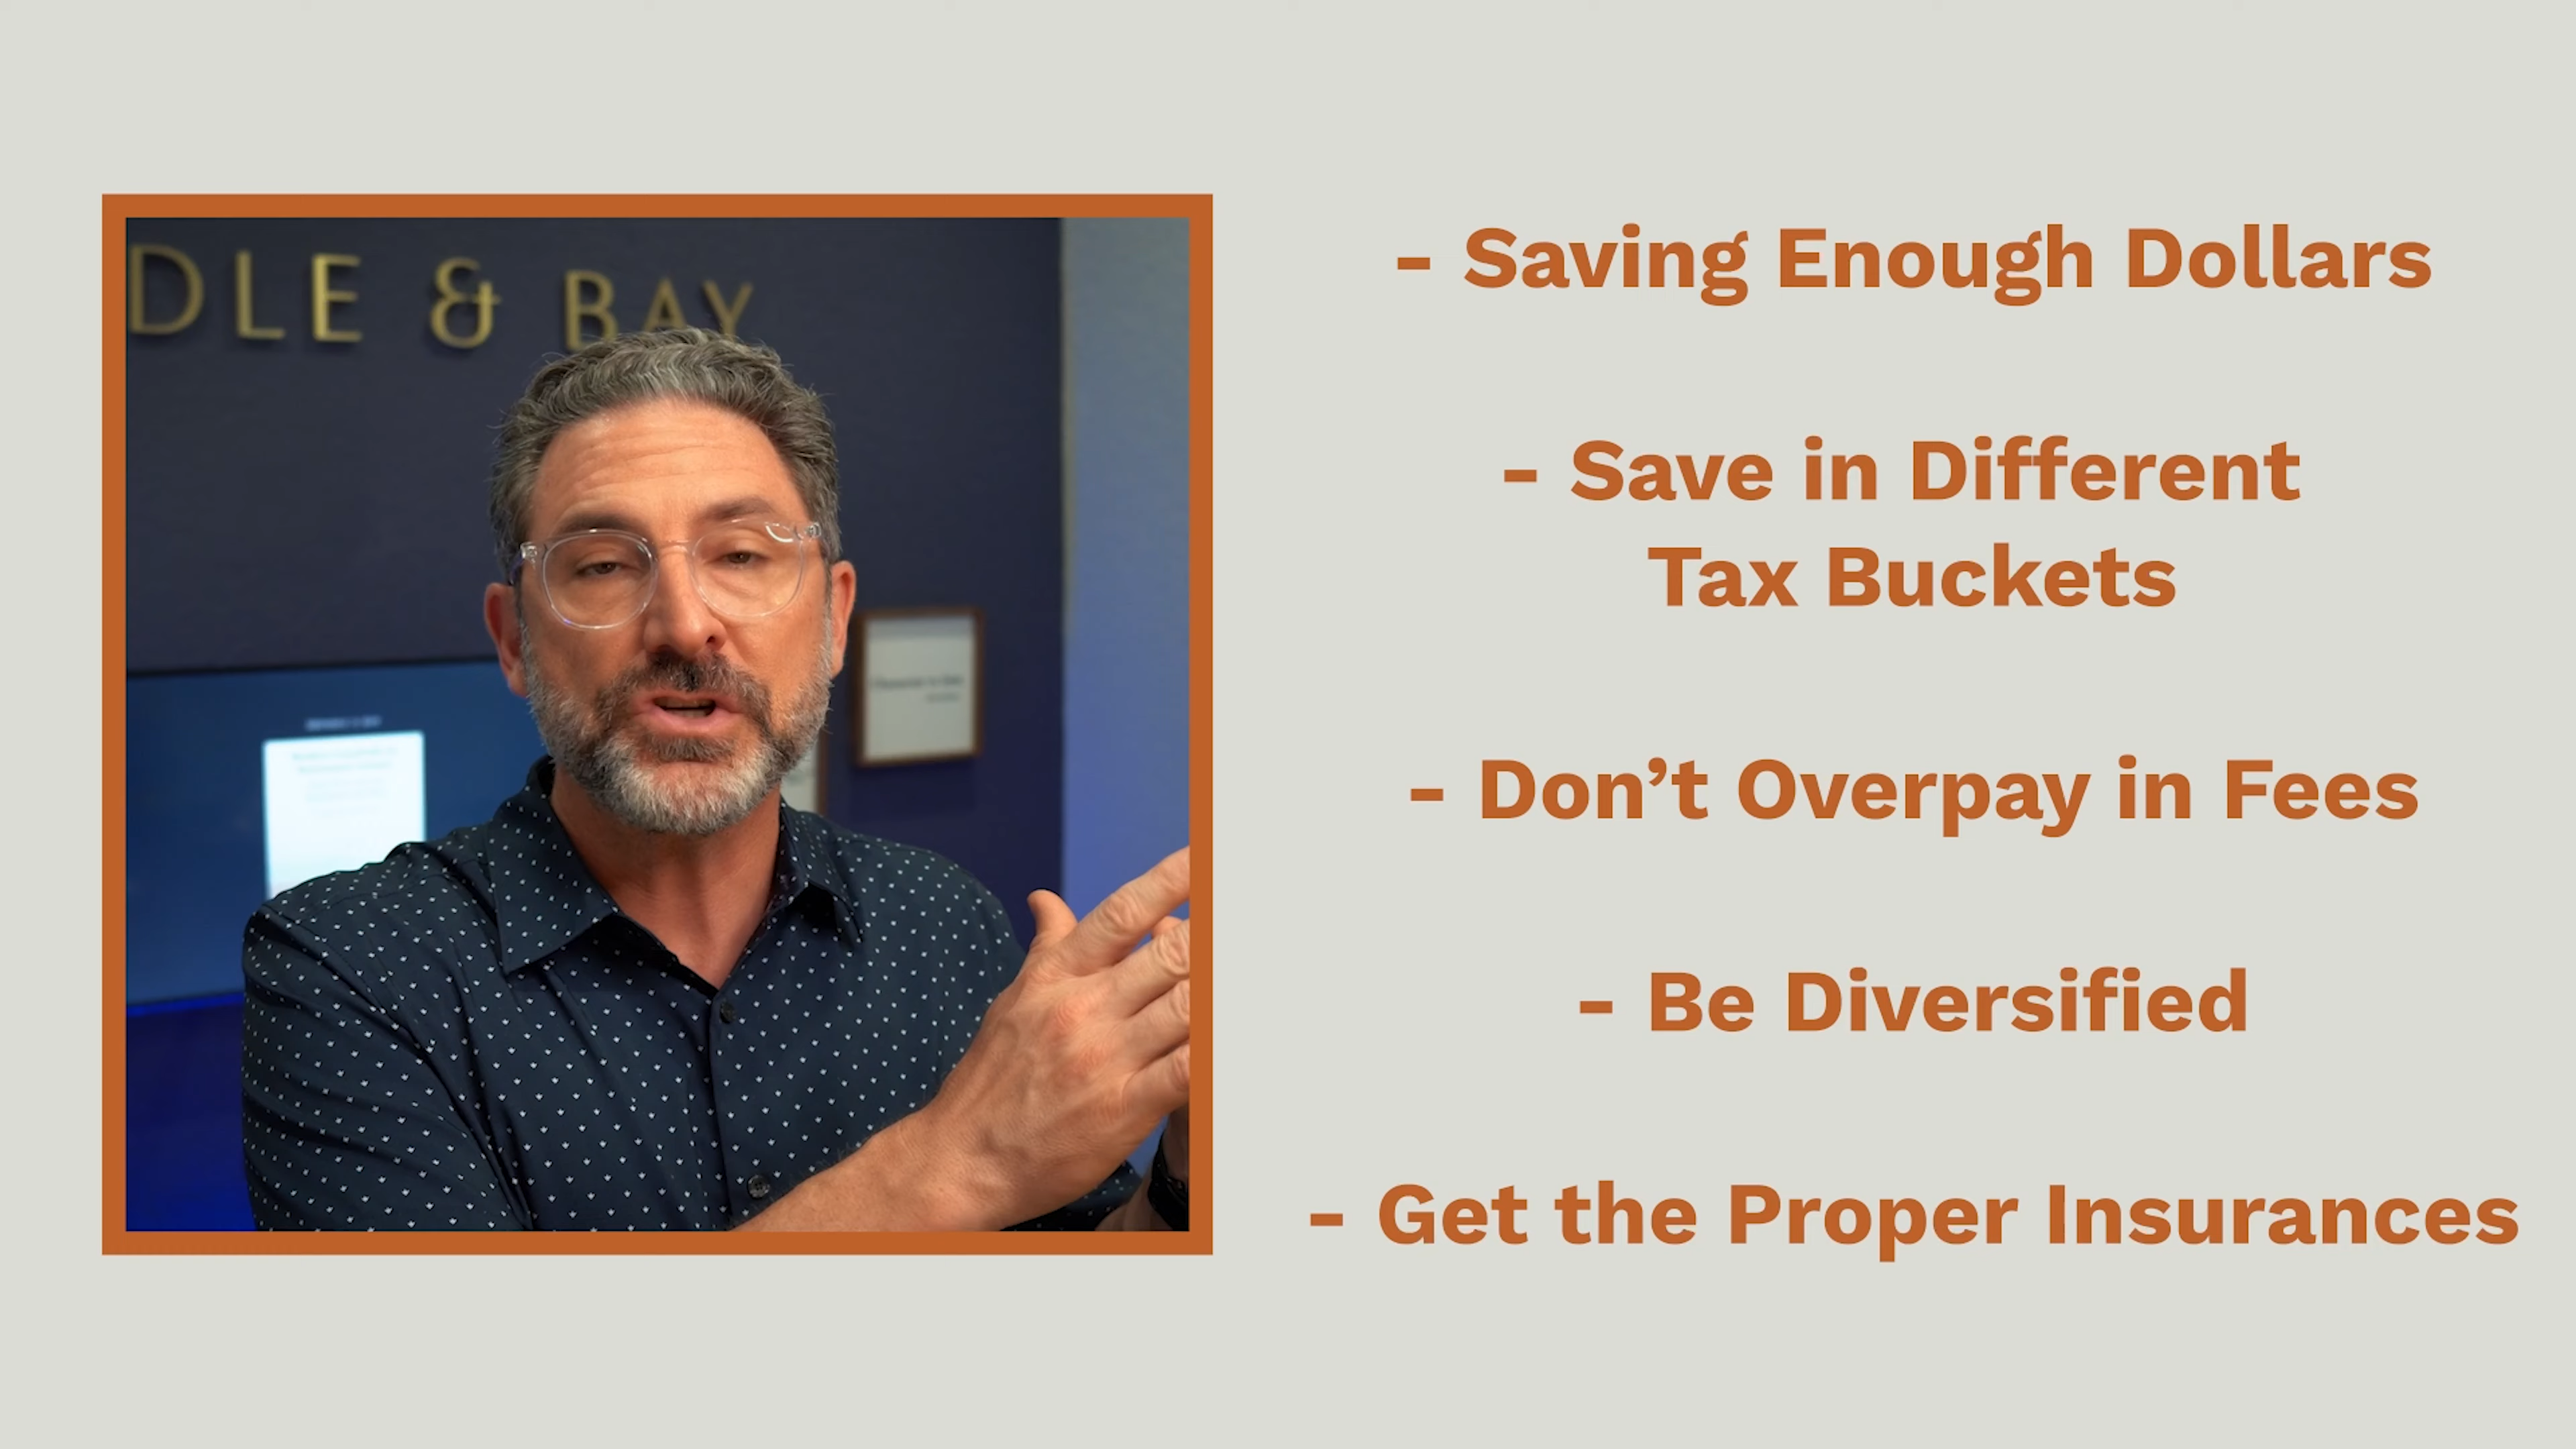 DLE & BAY
- Saving Enough Dollars
- Save in Different
Tax Buckets
- Don’t Overpay in Fees
- Be Diversified
- Get the Proper Insurances